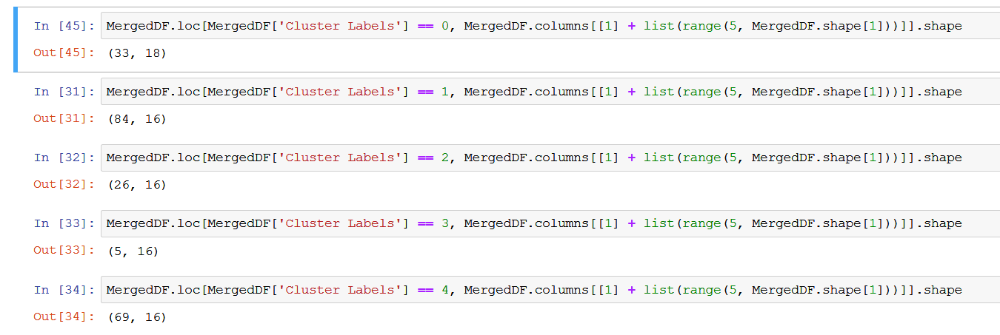 In [45]: MergedDF.loc[MergedDF['Cluster Labels'] == 0, MergedDF.columns[[1] + list(range(5, MergedDF.shape[1]))]].shape
Out[45]: (33, 18)
In [31]: MergedDF.loc[MergedDF['Cluster Labels'] == 1, MergedDF.columns[[1] + list(range(5, MergedDF.shape[1]))]].shape
Out[31]: (84, 16)
In [32]: MergedDF.loc[MergedDF['Cluster Labels'] == 2, MergedDF.columns[[1] + list(range(5, MergedDF.shape[1]))]].shape
Out[32]: (26, 16)
In [33]: MergedDF.loc[MergedDF['Cluster Labels'] == 3, MergedDF.columns[[1] + list(range(5, MergedDF.shape[1]))]].shape
Out[33]: (5, 16)
In [34]: MergedDF.loc[MergedDF['Cluster Labels'] == 4, MergedDF.columns[[1] + list(range(5, MergedDF.shape[1]))]].shape
Out[34]: (69, 16)